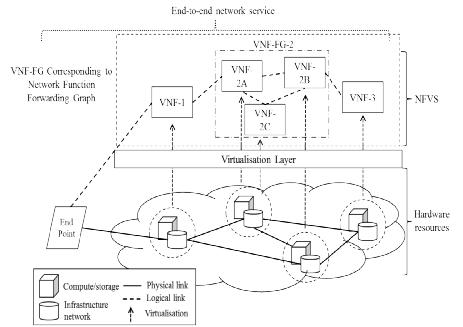 End-to-end network service
VNF-FG-2
VNF-FG Corresponding to
Network Function
Forwarding Graph
VNF-1
VNF
2A
VNF-
2B
VNF-
2C
VNF-3
NFVS
Virtualisation Layer
End
Point
Hardware
resources
Compute/storage
Physical link
Logical link
Infrastructure
network
Virtualisation